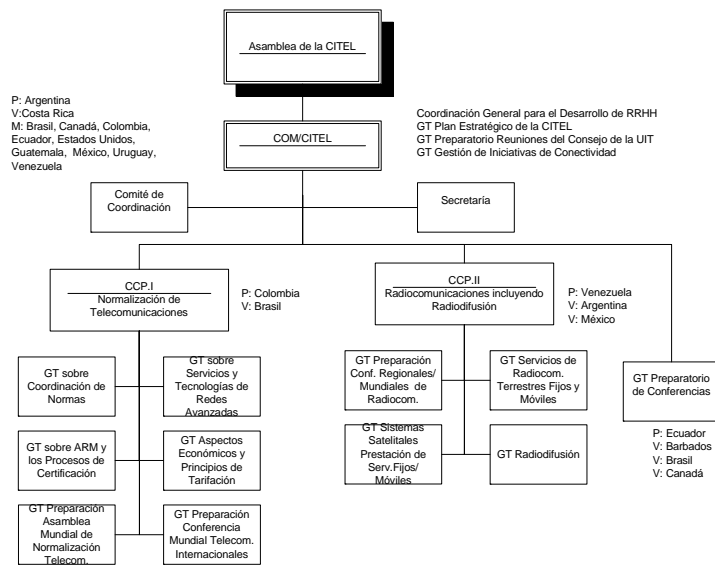 Asamblea de la CITEL
P: Argentina
V:Costa Rica
M: Brasil, Canadá, Colombia,
Ecuador, Estados Unidos,
Guatemala, México, Uruguay,
Venezuela
COM/CITEL
Coordinación General para el Desarrollo de RRHH
GT Plan Estratégico de la CITEL
GT Preparatorio Reuniones del Consejo de la UIT
GT Gestión de Iniciativas de Conectividad
Comité de
Coordinación
Secretaría
CCP.I
Normalización de
Telecomunicaciones
P: Colombia
V: Brasil
CCP.II
Radiocomunicaciones incluyendo
Radiodifusión
P: Venezuela
V: Argentina
V: México
GT sobre
Coordinación de
Normas
GT sobre
Servicios y
Tecnologías de
Redes
Avanzadas
GT Preparación
Conf. Regionales/
Mundiales de
Radiocom.
GT Servicios de
Radiocom.
Terrestres Fijos y
Móviles
GT Preparatorio
de Conferencias
P: Ecuador
V: Barbados
V: Brasil
V: Canadá
GT sobre ARM y
los Procesos de
Certificación
GT Aspectos
Económicos y
Principios de
Tarifación
GT Sistemas
Satelitales
Prestación de
Serv.Fijos/
Móviles
GT Radiodifusión
GT Preparación
Asamblea
Mundial de
Normalización
Telecom.
GT Preparación
Conferencia
Mundial Telecom.
Internacionales